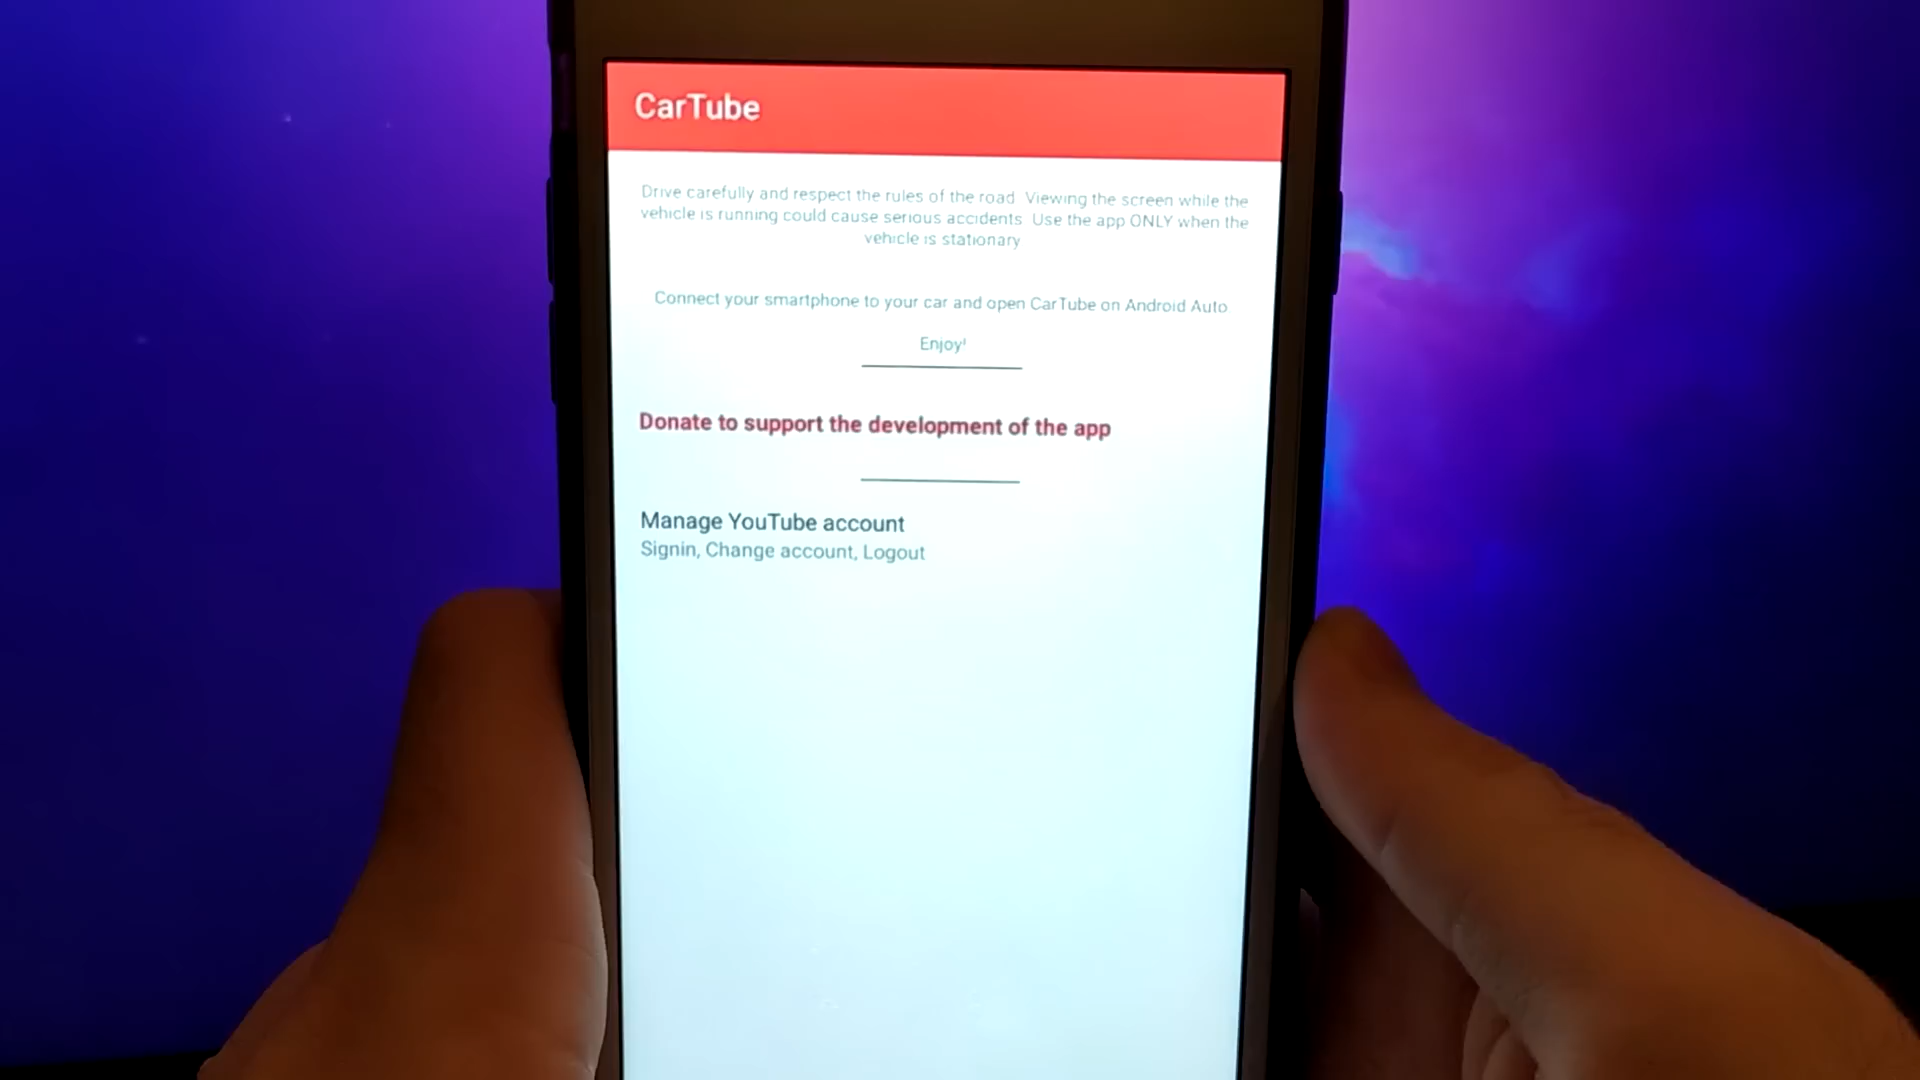 CarTube
Drive carefully and respect the rules of the road. Viewing the screen while the
vehicle is running could cause serious accidents. Use the app ONLY when the
vehicle is stationary
Connect your smartphone to your car and open CarTube on Android Auto
Enjoy!
Donate to support the development of the app
Manage YouTube account
Signin, Change account, Logout